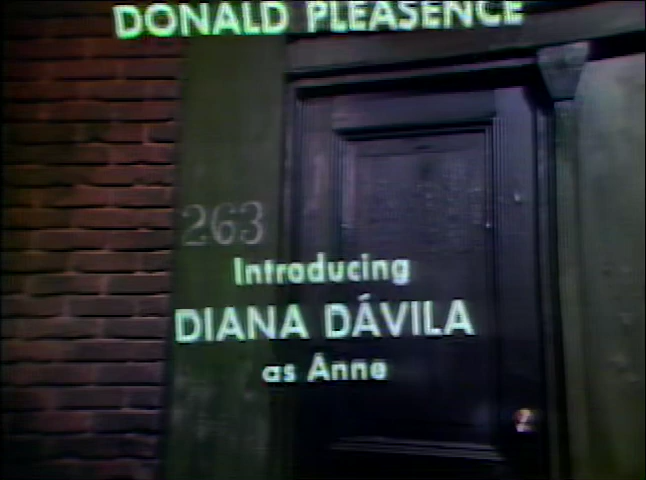 DONALD PLEASENCE
263
Introducing
DIANA DÁVILA
as Anne